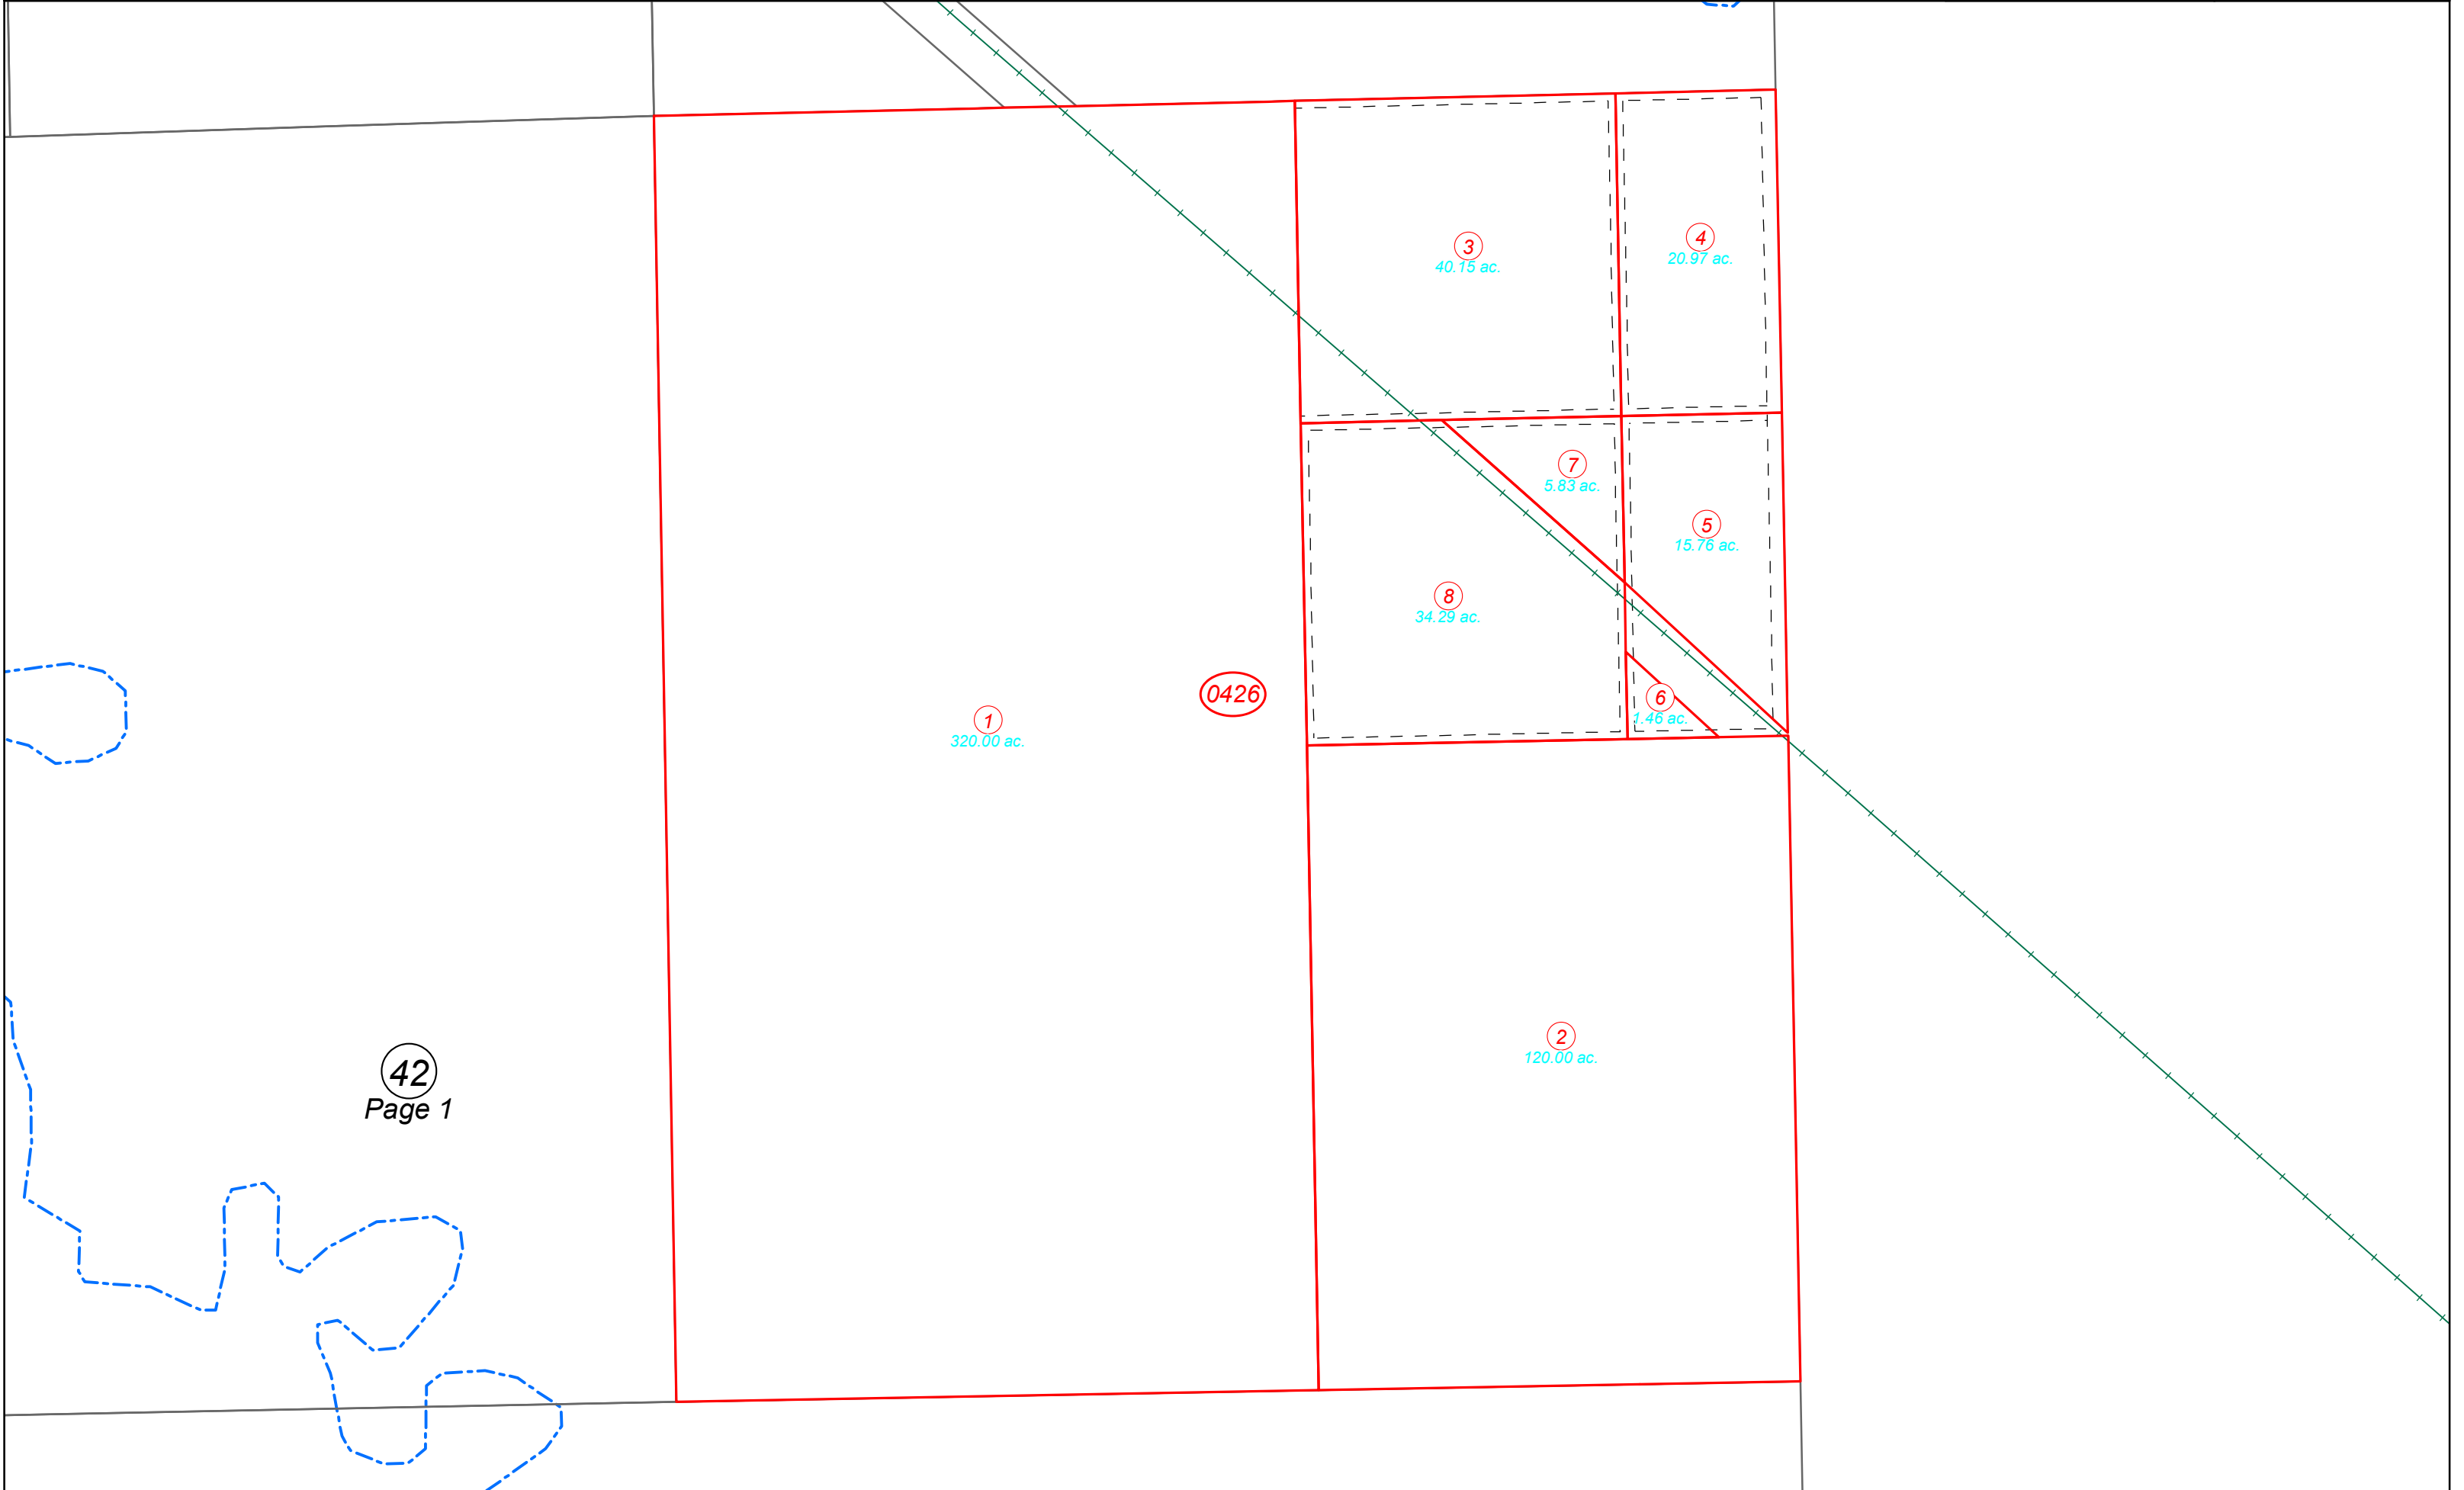 4
20.97 ac.
3
40.15 ac.
7
5.83 ac.
5
15.76 ac.
8
34.29 ac.
0426
6
1.46 ac.
1
320.00 ac.
2
120.00 ac.
42
Page 1